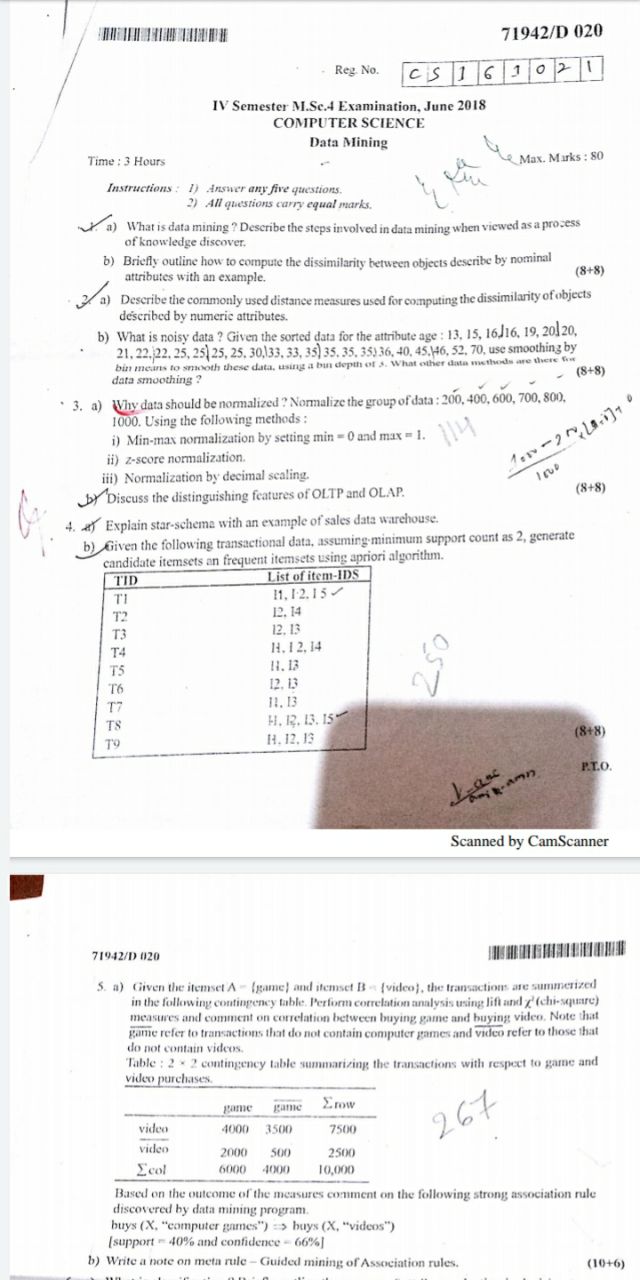 71942/D 020
Reg. No. CS163021
IV Semester M.Sc.4 Examination, June 2018
COMPUTER SCIENCE
Data Mining
Time : 3 Hours
Max. Marks : 80
Instructions : 1) Answer any five questions.
2) All questions carry equal marks.
1. a) What is data mining ? Describe the steps involved in data mining when viewed as a process
of knowledge discover.
b) Briefly outline how to compute the dissimilarity between objects describe by nominal
attributes with an example.
(8+8)
2. a) Describe the commonly used distance measures used for computing the dissimilarity of objects
described by numeric attributes.
b) What is noisy data ? Given the sorted data for the attribute age : 13, 15, 16, 16, 19, 20, 20,
21, 22, 22, 25, 25, 25, 25, 30, 33, 33, 35, 35, 35, 35, 36, 40, 45, 46, 52, 70, use smoothing by
bin means to smooth these data, using a bin depth of 3. What other data methods are there for
data smoothing ?
(8+8)
3. a) Why data should be normalized ? Normalize the group of data : 200, 400, 600, 700, 800,
1000. Using the following methods :
i) Min-max normalization by setting min = 0 and max = 1.
114
ii) z-score normalization.
iii) Normalization by decimal scaling.
b) Discuss the distinguishing features of OLTP and OLAP.
(8+8)
4. a) Explain star-schema with an example of sales data warehouse.
b) Given the following transactional data, assuming minimum support count as 2, generate
candidate itemsets an frequent itemsets using apriori algorithm.
TID List of item-IDS
T1 I1, I2, I5
T2 I2, I4
T3 I2, I3
T4 I1, I2, I4
T5 I1, I3
T6 I2, I3
T7 I1, I3
T8 I1, I2, I3, I5
T9 I1, I2, I3
250
(8+8)
P.T.O.
Scanned by CamScanner
71942/D 020
5. a) Given the itemset A = {game} and itemset B = {video}, the transactions are summerized
in the following contingency table. Perform correlation analysis using lift and χ² (chi-square)
measures and comment on correlation between buying game and buying video. Note that
game refer to transactions that do not contain computer games and video refer to those that
do not contain videos.
Table : 2 × 2 contingency table summarizing the transactions with respect to game and
video purchases.
game game Σrow
video 4000 3500 7500
video 2000 500 2500
Σcol 6000 4000 10,000
267
Based on the outcome of the measures comment on the following strong association rule
discovered by data mining program.
buys (X, "computer games") => buys (X, "videos")
[support = 40% and confidence = 66%]
b) Write a note on meta rule – Guided mining of Association rules.
(10+6)